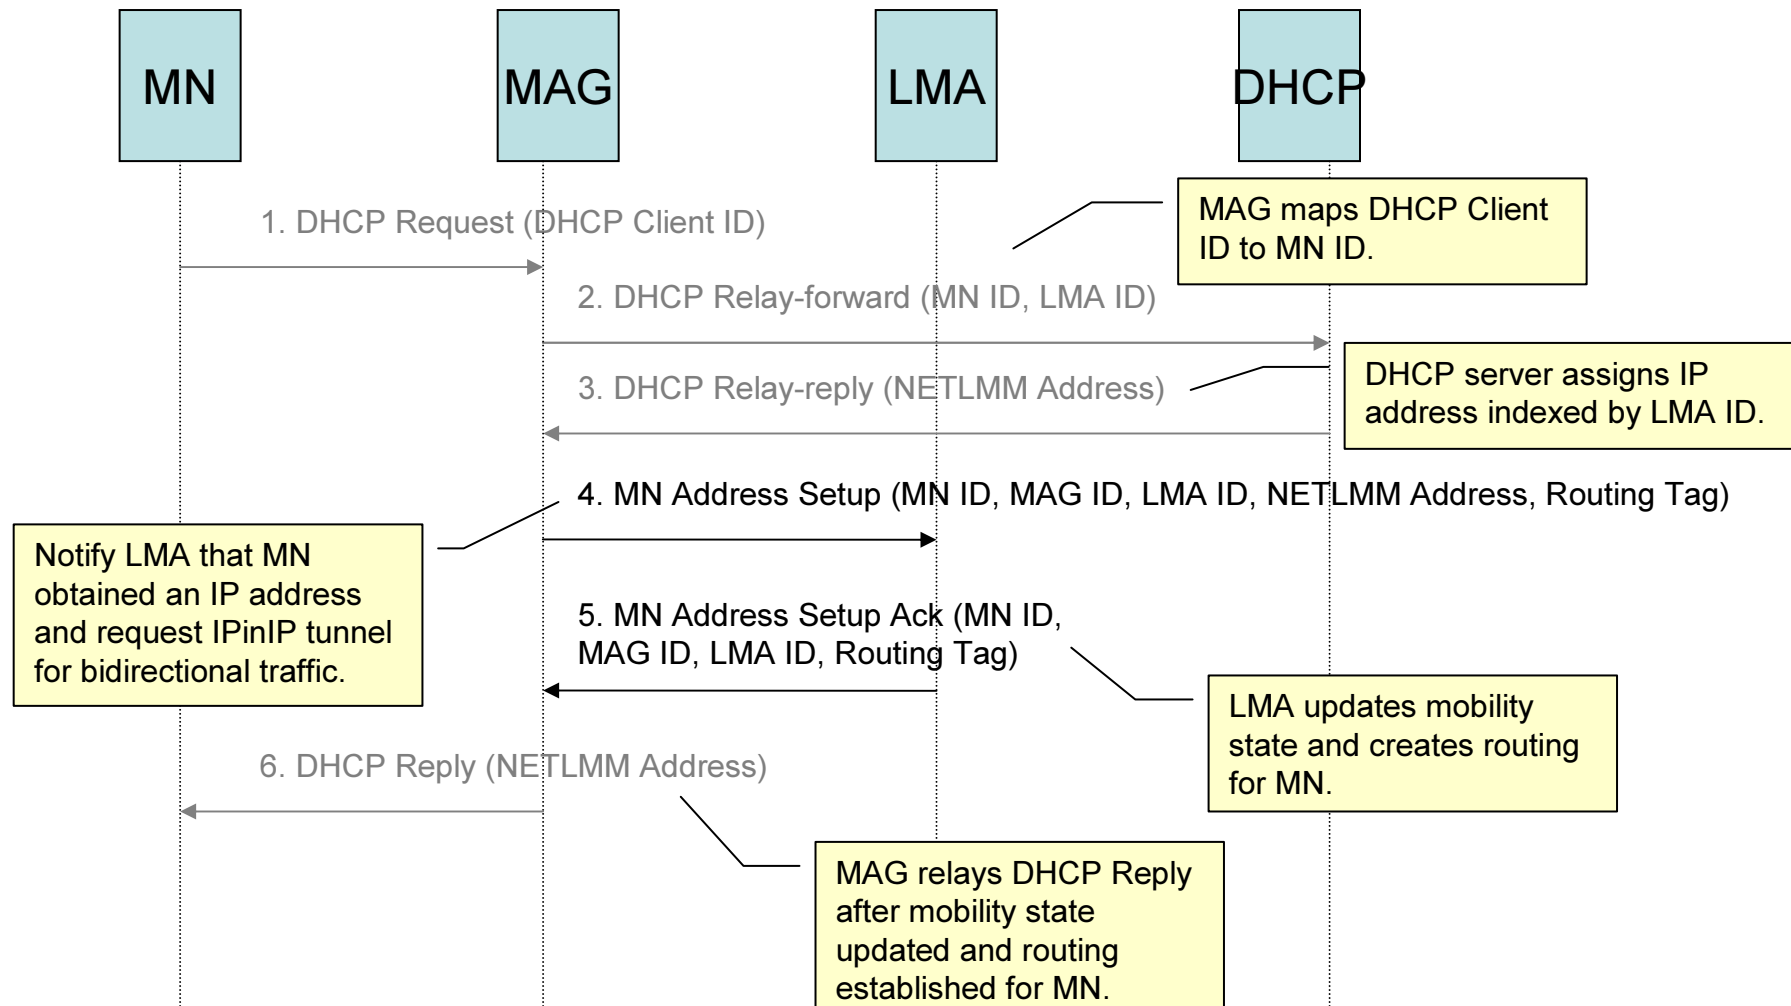 MN
MAG
LMA
DHCP
1. DHCP Request (DHCP Client ID)
MAG maps DHCP Client
ID to MN ID.
2. DHCP Relay-forward (MN ID, LMA ID)
3. DHCP Relay-reply (NETLMM Address)
DHCP server assigns IP
address indexed by LMA ID.
4. MN Address Setup (MN ID, MAG ID, LMA ID, NETLMM Address, Routing Tag)
Notify LMA that MN
obtained an IP address
and request IPinIP tunnel
for bidirectional traffic.
5. MN Address Setup Ack (MN ID,
MAG ID, LMA ID, Routing Tag)
LMA updates mobility
state and creates routing
for MN.
6. DHCP Reply (NETLMM Address)
MAG relays DHCP Reply
after mobility state
updated and routing
established for MN.